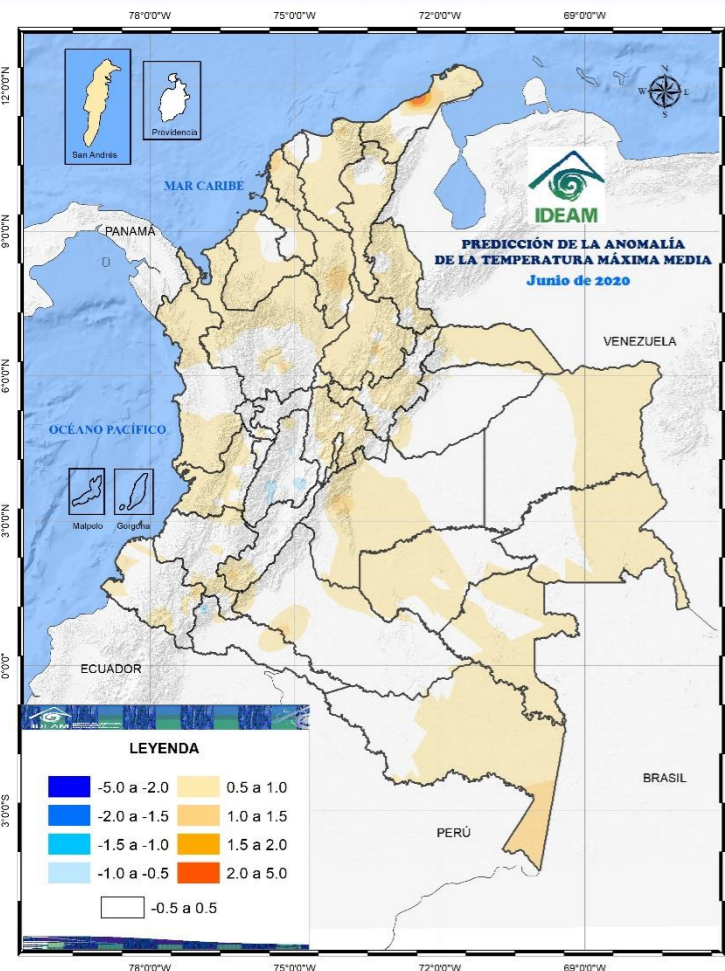 78°0'0"W 75°0'0"W 72°0'0"W 69°0'0"W
12°0'0"N
9°0'0"N
6°0'0"N
3°0'0"N
0°0'0"
3°0'0"S
San Andrés
Providencia
N
W E
S
MAR CARIBE
IDEAM
PREDICCIÓN DE LA ANOMALÍA
DE LA TEMPERATURA MÁXIMA MEDIA
Junio de 2020
PANAMÁ
VENEZUELA
OCÉANO PACÍFICO
Malpelo
Gorgona
ECUADOR
BRASIL
PERÚ
IDEAM
LEYENDA
-5.0 a -2.0
-2.0 a -1.5
-1.5 a -1.0
-1.0 a -0.5
0.5 a 1.0
1.0 a 1.5
1.5 a 2.0
2.0 a 5.0
-0.5 a 0.5
78°0'0"W 75°0'0"W 72°0'0"W 69°0'0"W